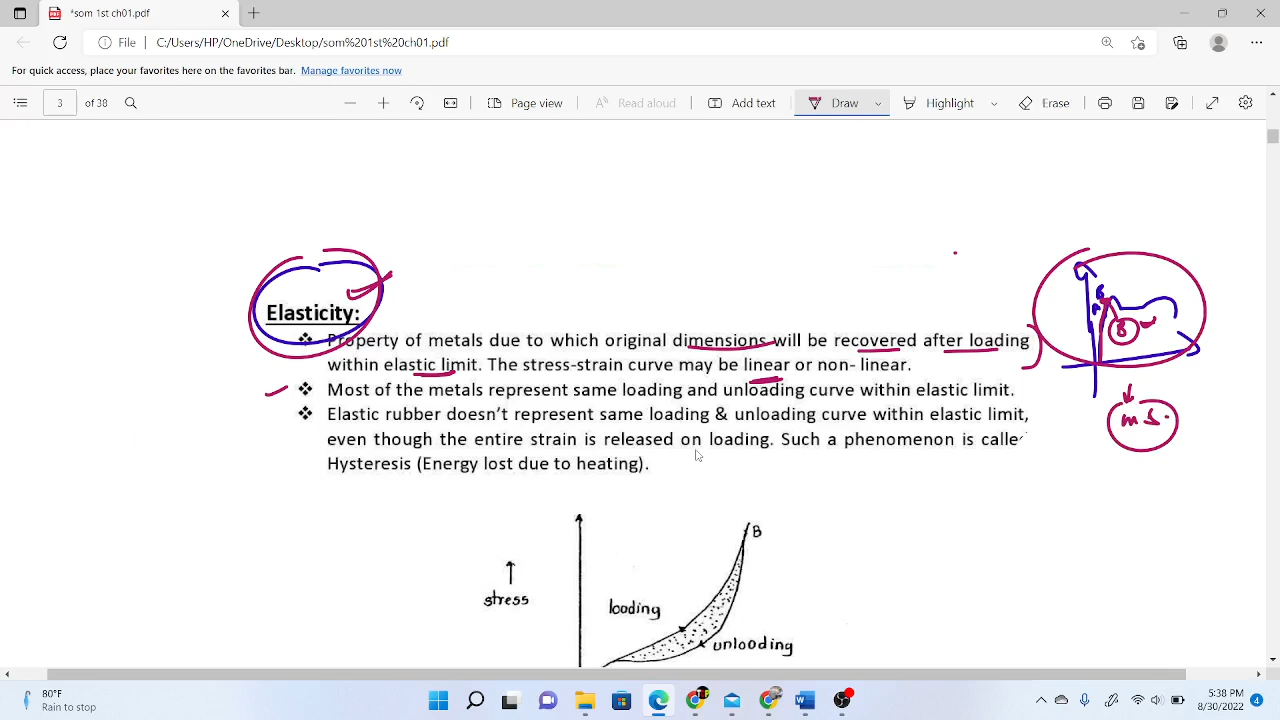 *som 1st ch01.pdf
File
C:/Users/HP/OneDrive/Desktop/som%201st%20ch01.pdf
For quick access, place your favorites here on the favorites bar. Manage favorites now
3 of 38
Page view
Read aloud
Add text
Draw
Highlight
Erase
Elasticity:
Property of metals due to which original dimensions will be recovered after loading
within elastic limit. The stress-strain curve may be linear or non- linear.
Most of the metals represent same loading and unloading curve within elastic limit.
Elastic rubber doesn't represent same loading & unloading curve within elastic limit,
even though the entire strain is released on loading. Such a phenomenon is calle
Hysteresis (Energy lost due to heating).
m S.
B
stress
loading
unloading
80°F
Rain to stop
5:38 PM
8/30/2022
4